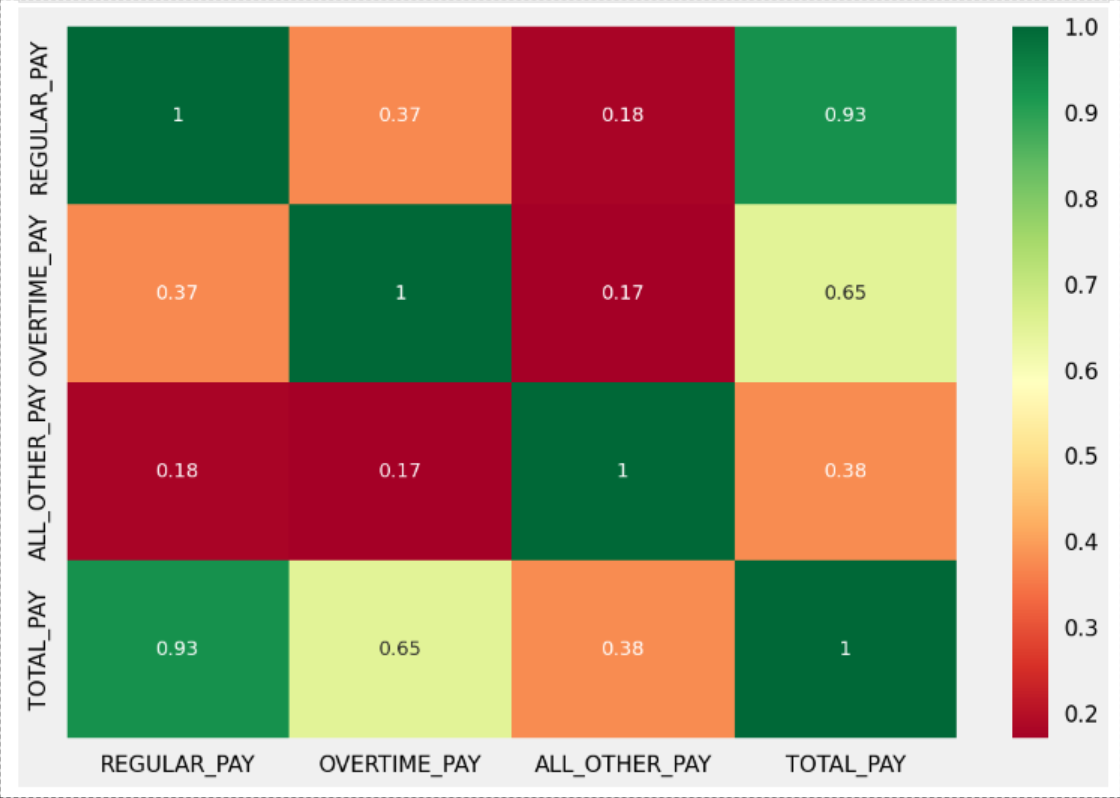 REGULAR_PAY
1 0.37 0.18 0.93
OVERTIME_PAY
0.37 1 0.17 0.65
ALL_OTHER_PAY
0.18 0.17 1 0.38
TOTAL_PAY
0.93 0.65 0.38 1
REGULAR_PAY OVERTIME_PAY ALL_OTHER_PAY TOTAL_PAY
1.0
0.9
0.8
0.7
0.6
0.5
0.4
0.3
0.2